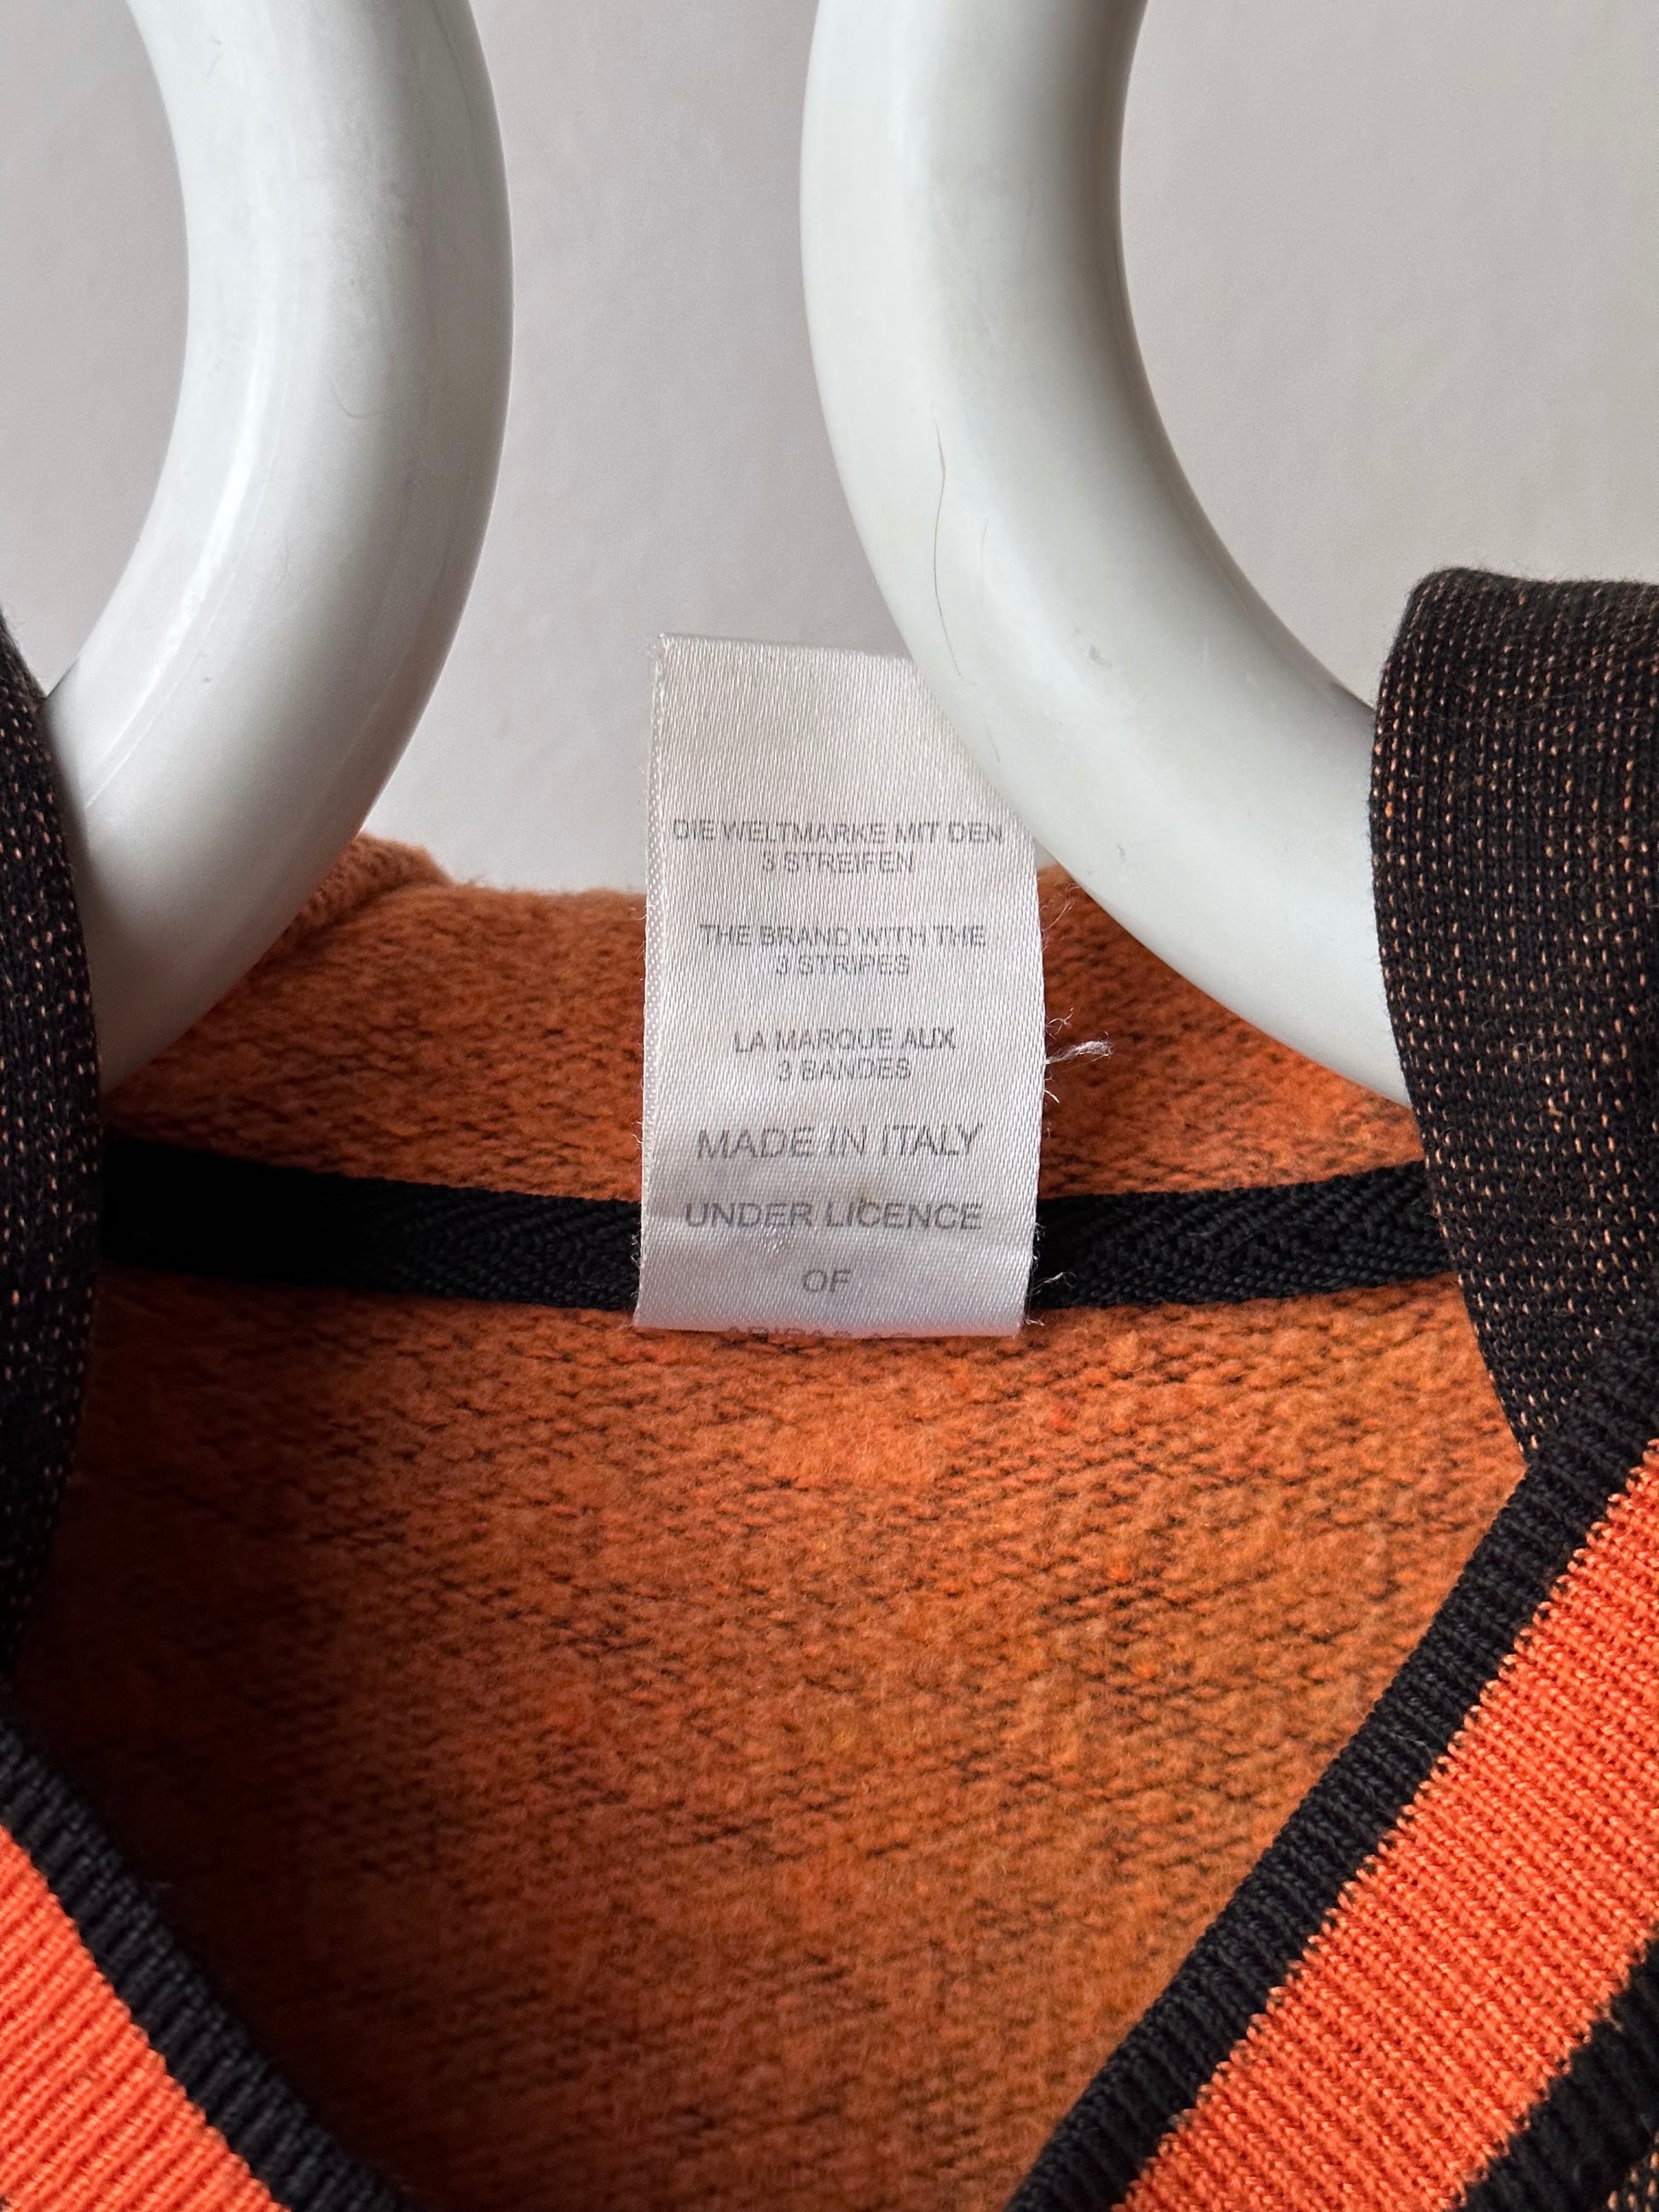 DIE WELTMARKE MIT DEN
3 STREIFEN
THE BRAND WITH THE
3 STRIPES
LA MARQUE AUX
3 BANDES
MADE IN ITALY
UNDER LICENCE
OF